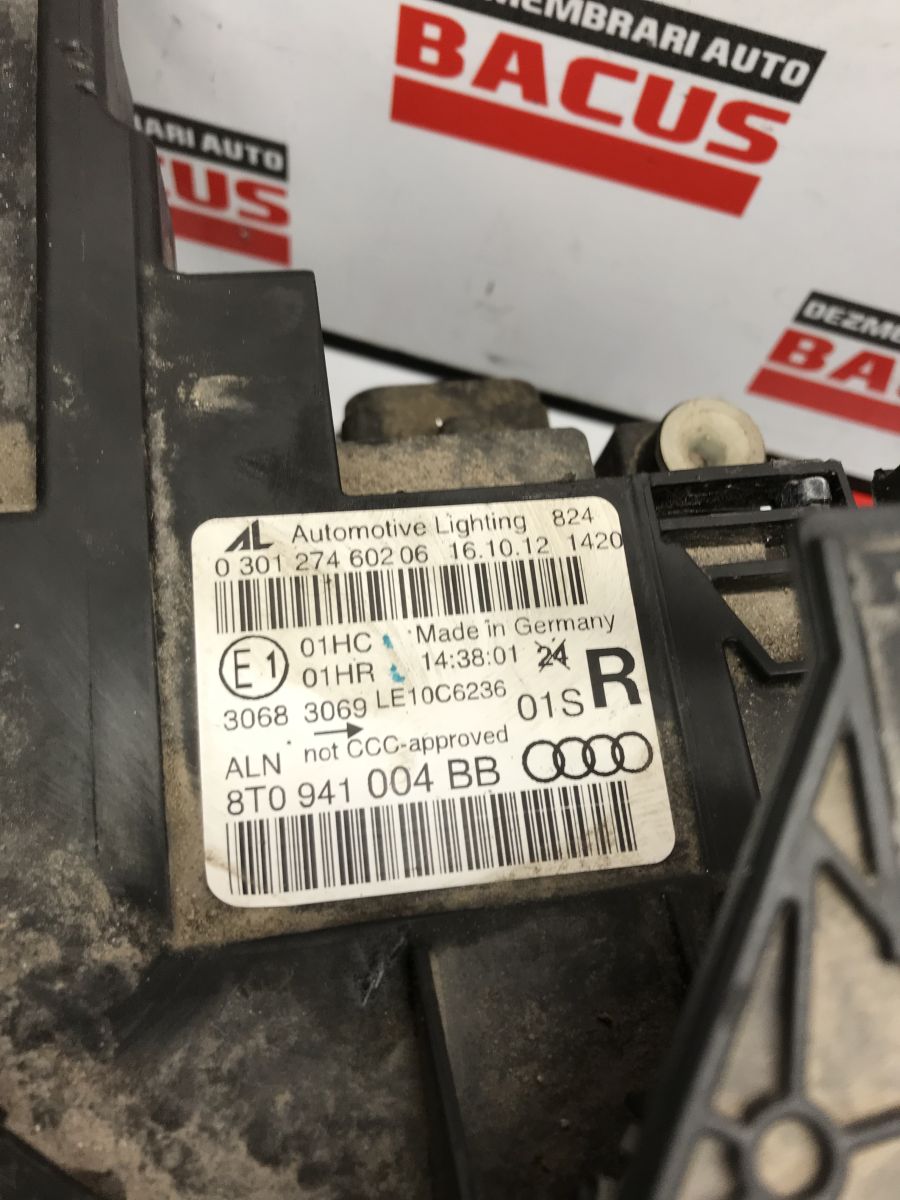 DEZMEMBRARI AUTO
BACUS
BRARI AUTO
CUS
DEZM
BA
AL Automotive Lighting 824
0 301 274 602 06 16.10.12 1420
E1 01HC Made in Germany
01HR 14:38:01 24 R
3068 3069 LE10C6236 01S
ALN not CCC-approved
8T0 941 004 BB